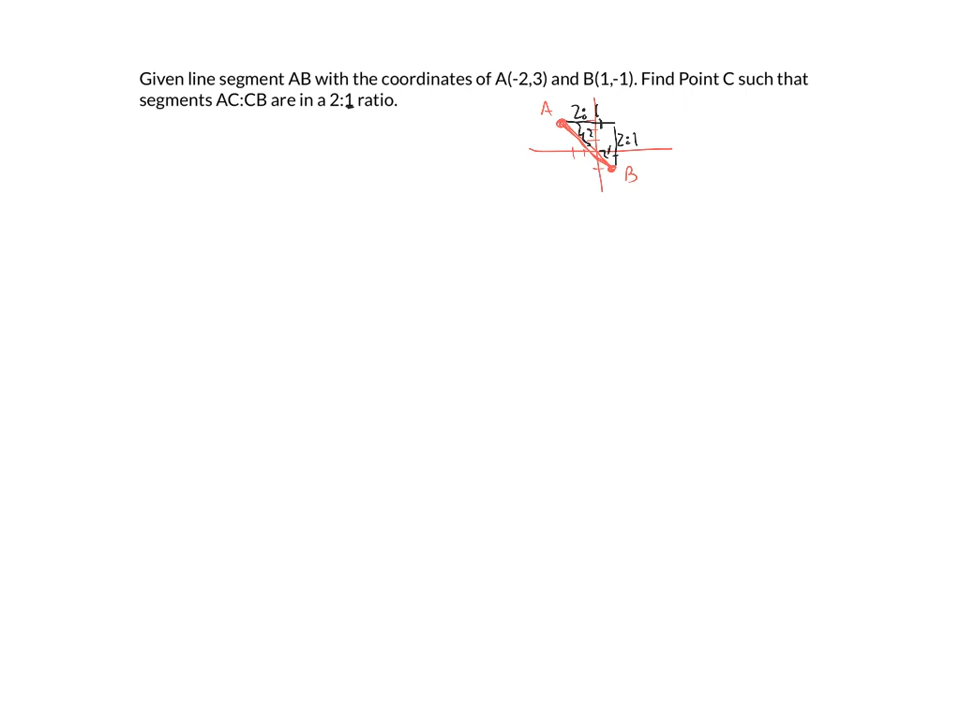 Given line segment AB with the coordinates of A(-2,3) and B(1,-1). Find Point C such that
segments AC:CB are in a 2:1 ratio.
A
2:1
2:1
B